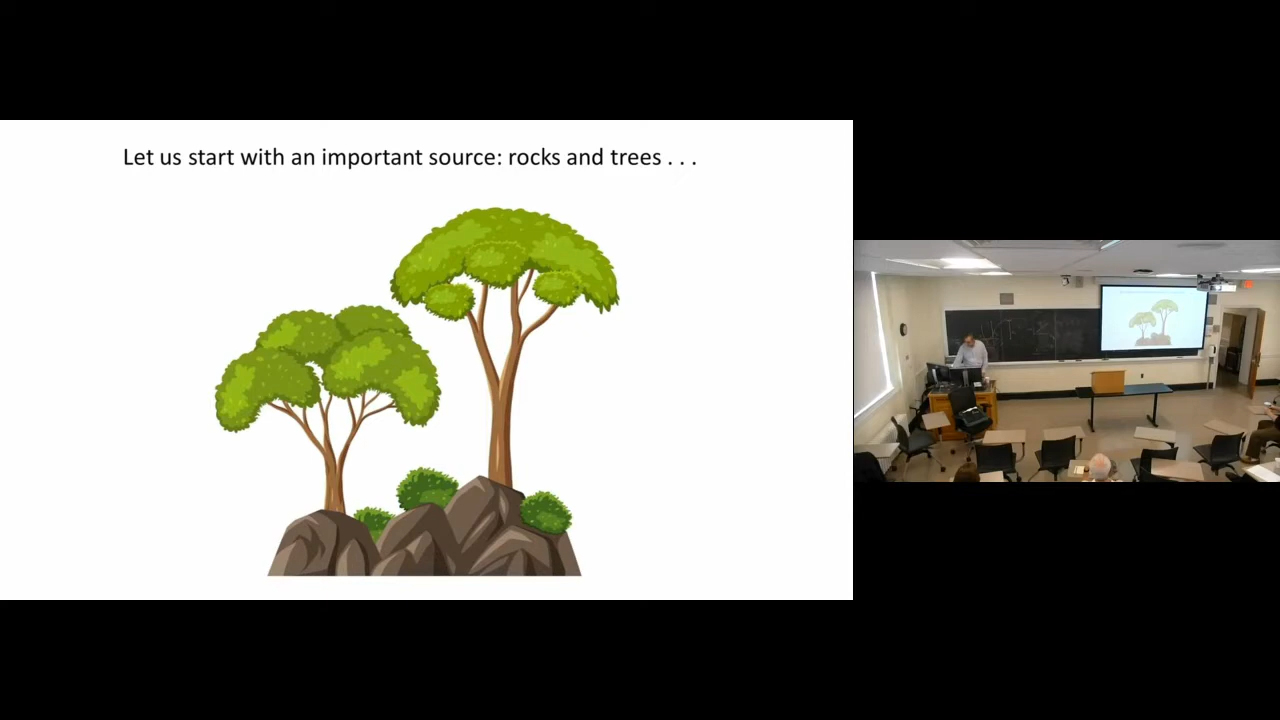 Let us start with an important source: rocks and trees . . .